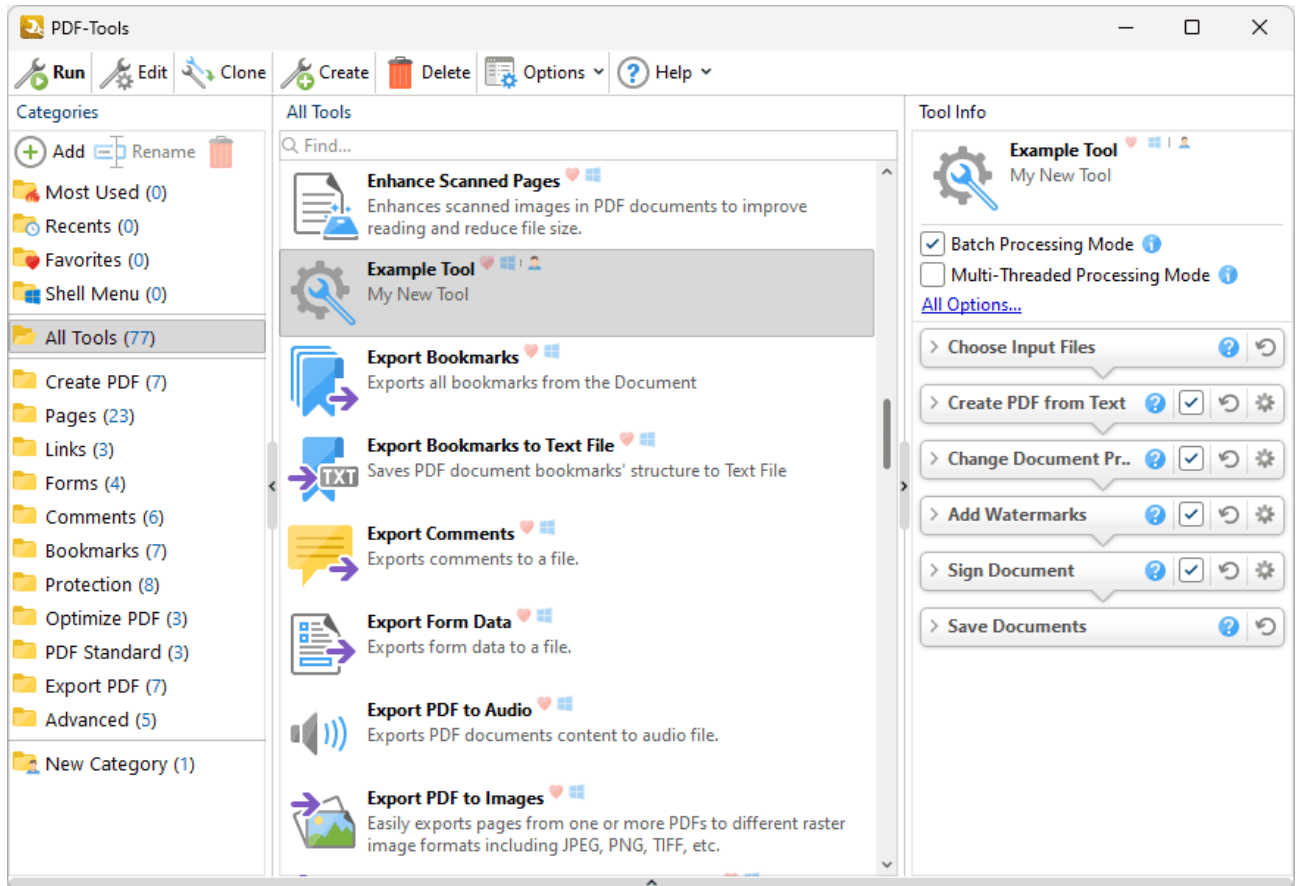 PDF-Tools
Run Edit Clone Create Delete Options Help
Categories
Add Rename
Most Used (0)
Recents (0)
Favorites (0)
Shell Menu (0)
All Tools (77)
Create PDF (7)
Pages (23)
Links (3)
Forms (4)
Comments (6)
Bookmarks (7)
Protection (8)
Optimize PDF (3)
PDF Standard (3)
Export PDF (7)
Advanced (5)
New Category (1)
All Tools
Find...
Enhance Scanned Pages
Enhances scanned images in PDF documents to improve
reading and reduce file size.
Example Tool
My New Tool
Export Bookmarks
Exports all bookmarks from the Document
Export Bookmarks to Text File
TXT
Saves PDF document bookmarks' structure to Text File
Export Comments
Exports comments to a file.
Export Form Data
Exports form data to a file.
Export PDF to Audio
Exports PDF documents content to audio file.
Export PDF to Images
Easily exports pages from one or more PDFs to different raster
image formats including JPEG, PNG, TIFF, etc.
Tool Info
Example Tool
My New Tool
Batch Processing Mode
Multi-Threaded Processing Mode
All Options...
Choose Input Files
Create PDF from Text
Change Document Pr..
Add Watermarks
Sign Document
Save Documents